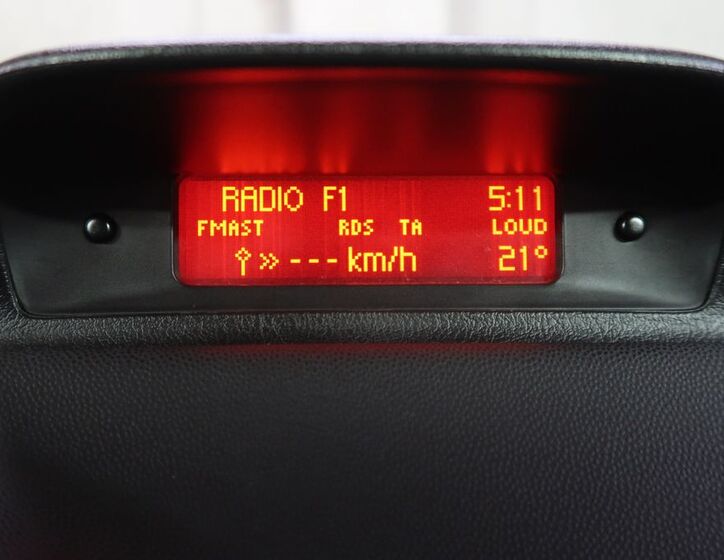 RADIO F1 5:11
FMAST RDS TA LOUD
» --- km/h 21°